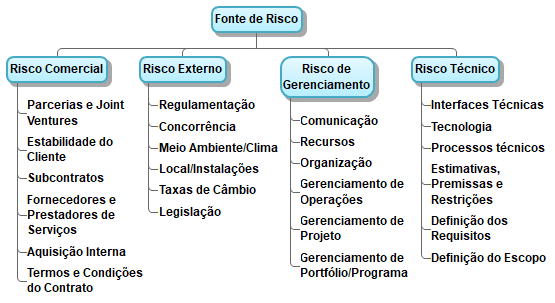 Fonte de Risco
Risco Comercial
Parcerias e Joint
Ventures
Estabilidade do
Cliente
Subcontratos
Fornecedores e
Prestadores de
Serviços
Aquisição Interna
Termos e Condições
do Contrato
Risco Externo
Regulamentação
Concorrência
Meio Ambiente/Clima
Local/Instalações
Taxas de Câmbio
Legislação
Risco de
Gerenciamento
Comunicação
Recursos
Organização
Gerenciamento de
Operações
Gerenciamento de
Projeto
Gerenciamento de
Portfólio/Programa
Risco Técnico
Interfaces Técnicas
Tecnologia
Processos técnicos
Estimativas,
Premissas e
Restrições
Definição dos
Requisitos
Definição do Escopo